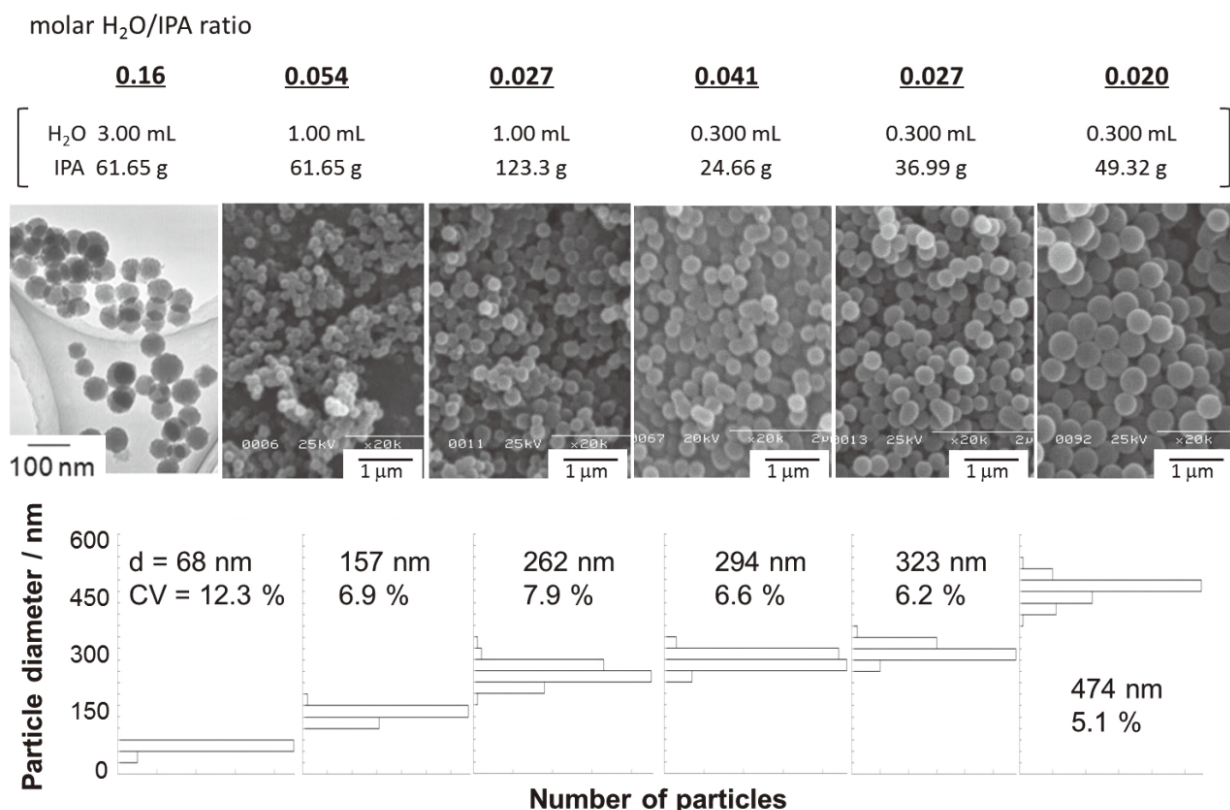 molar H₂O/IPA ratio
0.16 0.054 0.027 0.041 0.027 0.020
H₂O 3.00 mL 1.00 mL 1.00 mL 0.300 mL 0.300 mL 0.300 mL
IPA 61.65 g 61.65 g 123.3 g 24.66 g 36.99 g 49.32 g
0006 25kV x20k
0011 25kV x20k
0067 20kV x20k 2μ
0013 25kV x20k 2μ
0092 25kV x20k
100 nm 1 μm 1 μm 1 μm 1 μm 1 μm
Particle diameter / nm
600
450
300
150
0
d = 68 nm
CV = 12.3 %
157 nm
6.9 %
262 nm
7.9 %
294 nm
6.6 %
323 nm
6.2 %
474 nm
5.1 %
Number of particles